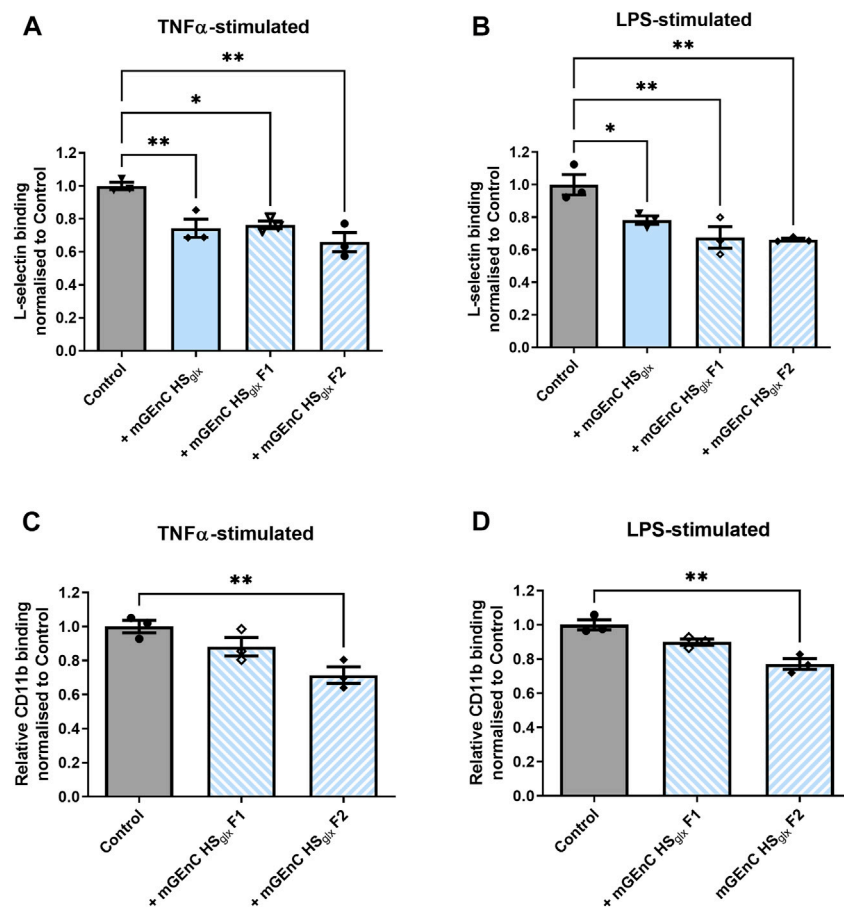 A
TNFα-stimulated
**
*
**
L-selectin binding
normalised to Control
1.2
1.0
0.8
0.6
0.4
0.2
0.0
Control
+ mGEnC HSglx
+ mGEnC HSglx F1
+ mGEnC HSglx F2
B
LPS-stimulated
**
**
*
L-selectin binding
normalised to Control
1.2
1.0
0.8
0.6
0.4
0.2
0.0
Control
+ mGEnC HSglx
+ mGEnC HSglx F1
+ mGEnC HSglx F2
C
TNFα-stimulated
**
Relative CD11b binding
normalised to Control
1.2
1.0
0.8
0.6
0.4
0.2
0.0
Control
+ mGEnC HSglx F1
+ mGEnC HSglx F2
D
LPS-stimulated
**
Relative CD11b binding
normalised to Control
1.2
1.0
0.8
0.6
0.4
0.2
0.0
Control
+ mGEnC HSglx F1
mGEnC HSglx F2